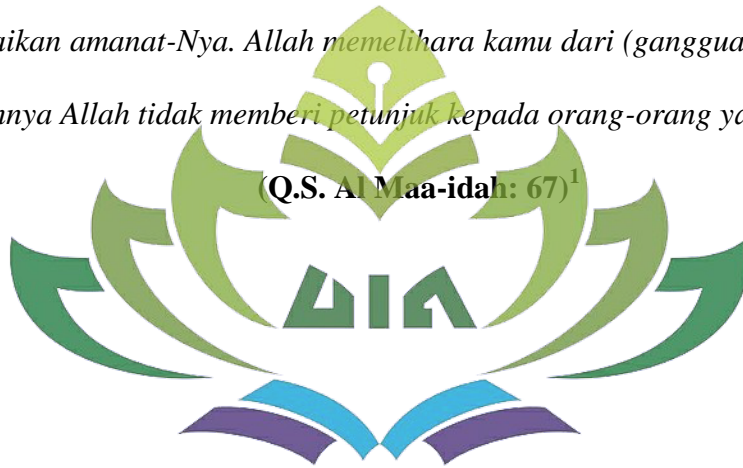 aikan amanat-Nya. Allah memelihara kamu dari (ganggua
hnya Allah tidak memberi petunjuk kepada orang-orang ya
(Q.S. Al Maa-idah: 67)1
UIN